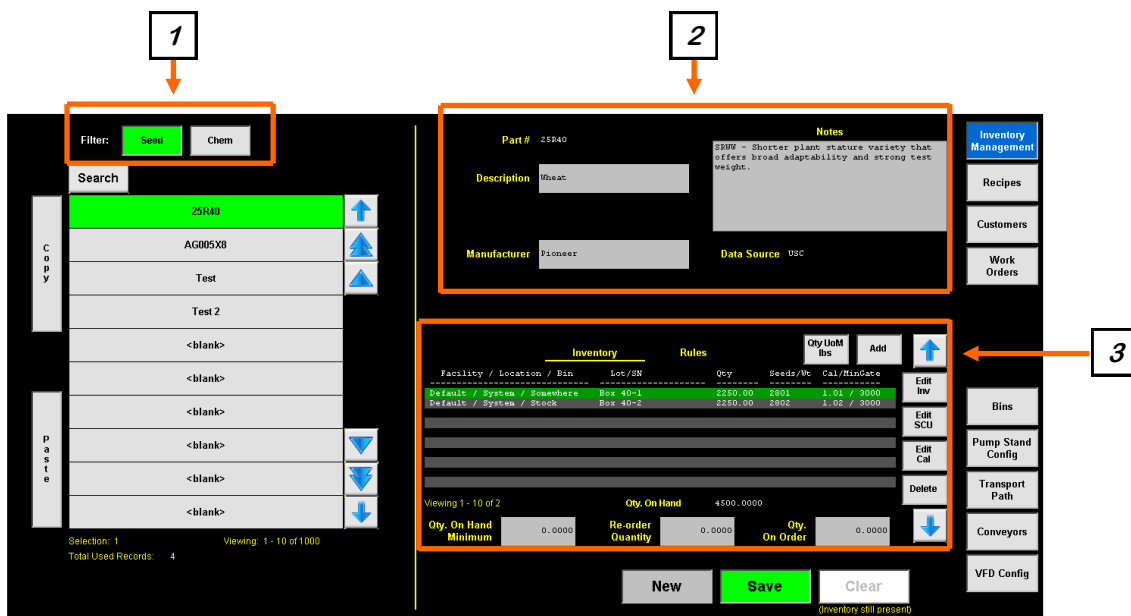 1
2
Filter:
Seed
Chem
Search
Copy
Paste
25R40
AG005X8
Test
Test 2
<blank>
<blank>
<blank>
<blank>
<blank>
<blank>
Selection: 1
Viewing: 1 - 10 of 1000
Total Used Records: 4
Part # 25R40
Description Wheat
Manufacturer Pioneer
Notes
SRWW - Shorter plant stature variety that
offers broad adaptability and strong test
weight.
Data Source USC
Inventory
Management
Recipes
Customers
Work
Orders
3
Inventory
Rules
Qty UoM
lbs
Add
Facility / Location / Bin Lot/SN Qty Seeds/Wt Cal/MinGate
Default / System / Somewhere Box 40-1 2250.00 2801 1.01 / 3000
Default / System / Stock Box 40-2 2250.00 2802 1.02 / 3000
Edit
Inv
Edit
SCU
Edit
Cal
Delete
Viewing 1 - 10 of 2
Qty. On Hand 4500.0000
Qty. On Hand
Minimum
0.0000
Re-order
Quantity
0.0000
Qty.
On Order
0.0000
Bins
Pump Stand
Config
Transport
Path
Conveyors
VFD Config
New
Save
Clear
(Inventory still present)